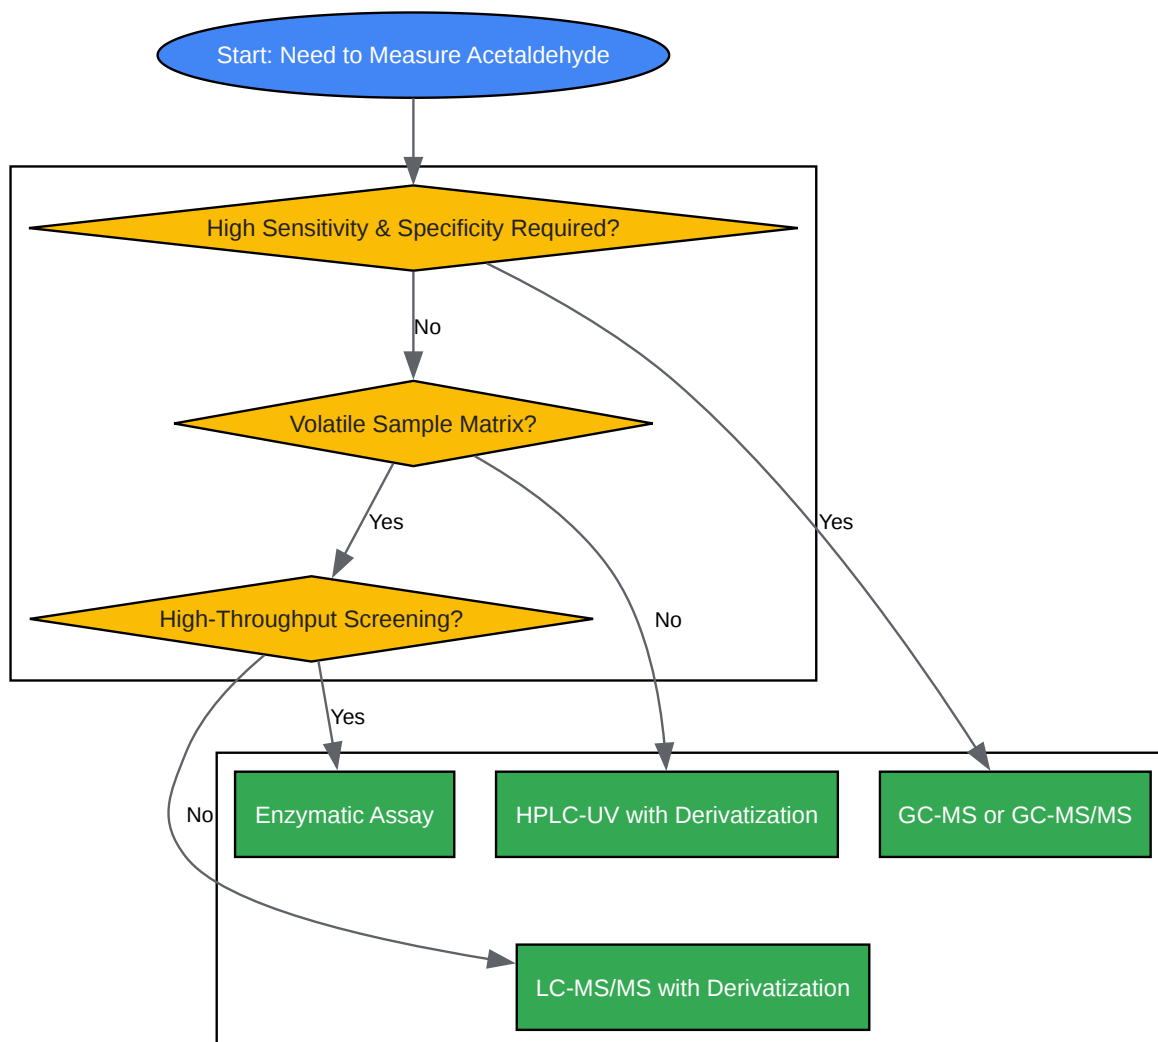 Start: Need to Measure Acetaldehyde
High Sensitivity & Specificity Required?
No
Volatile Sample Matrix?
Yes
Yes
High-Throughput Screening?
No
Yes
No
Enzymatic Assay
HPLC-UV with Derivatization
GC-MS or GC-MS/MS
LC-MS/MS with Derivatization